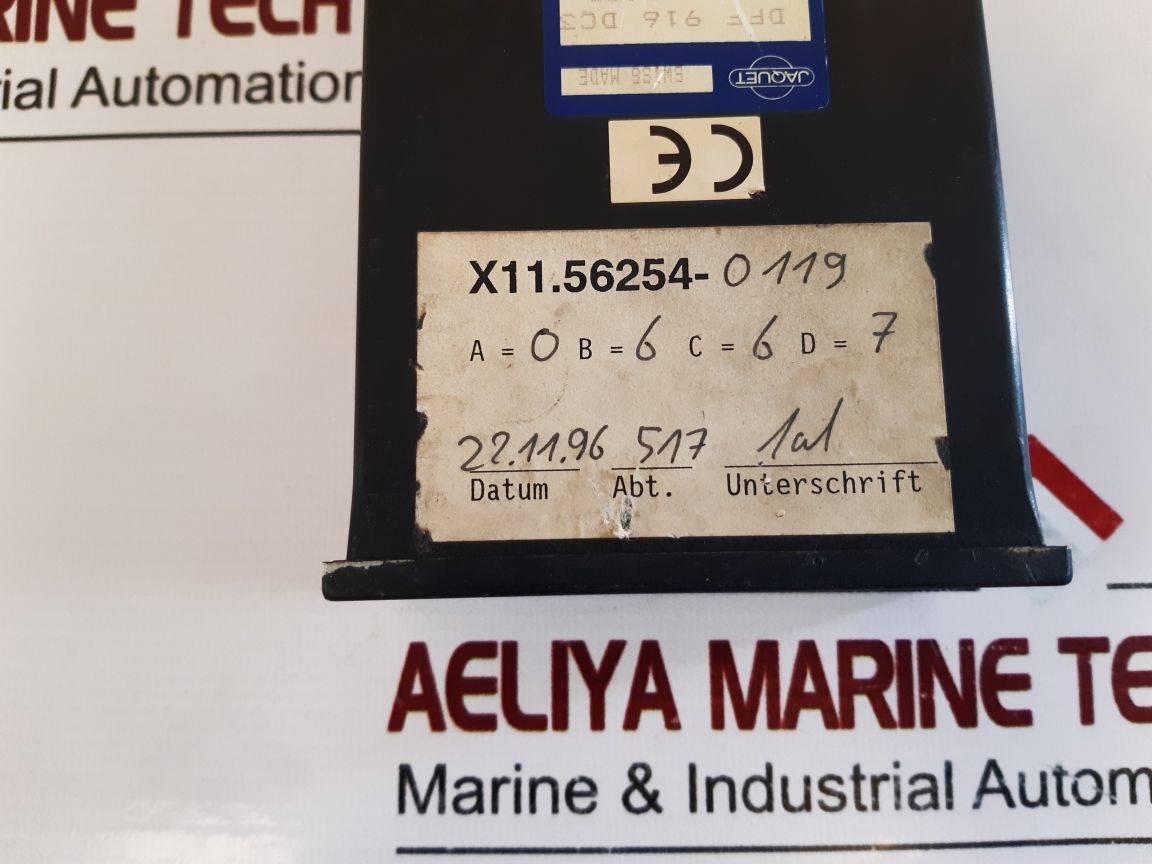 RINE TECH
rial Automation
DFF 916 DC3
SWISS MADE
JAQUET
CE
X11.56254-0119
A = 0 B = 6 C = 6 D = 7
22.11.96 517
Datum Abt. Unterschrift
AELIYA MARINE TE
Marine & Industrial Autom